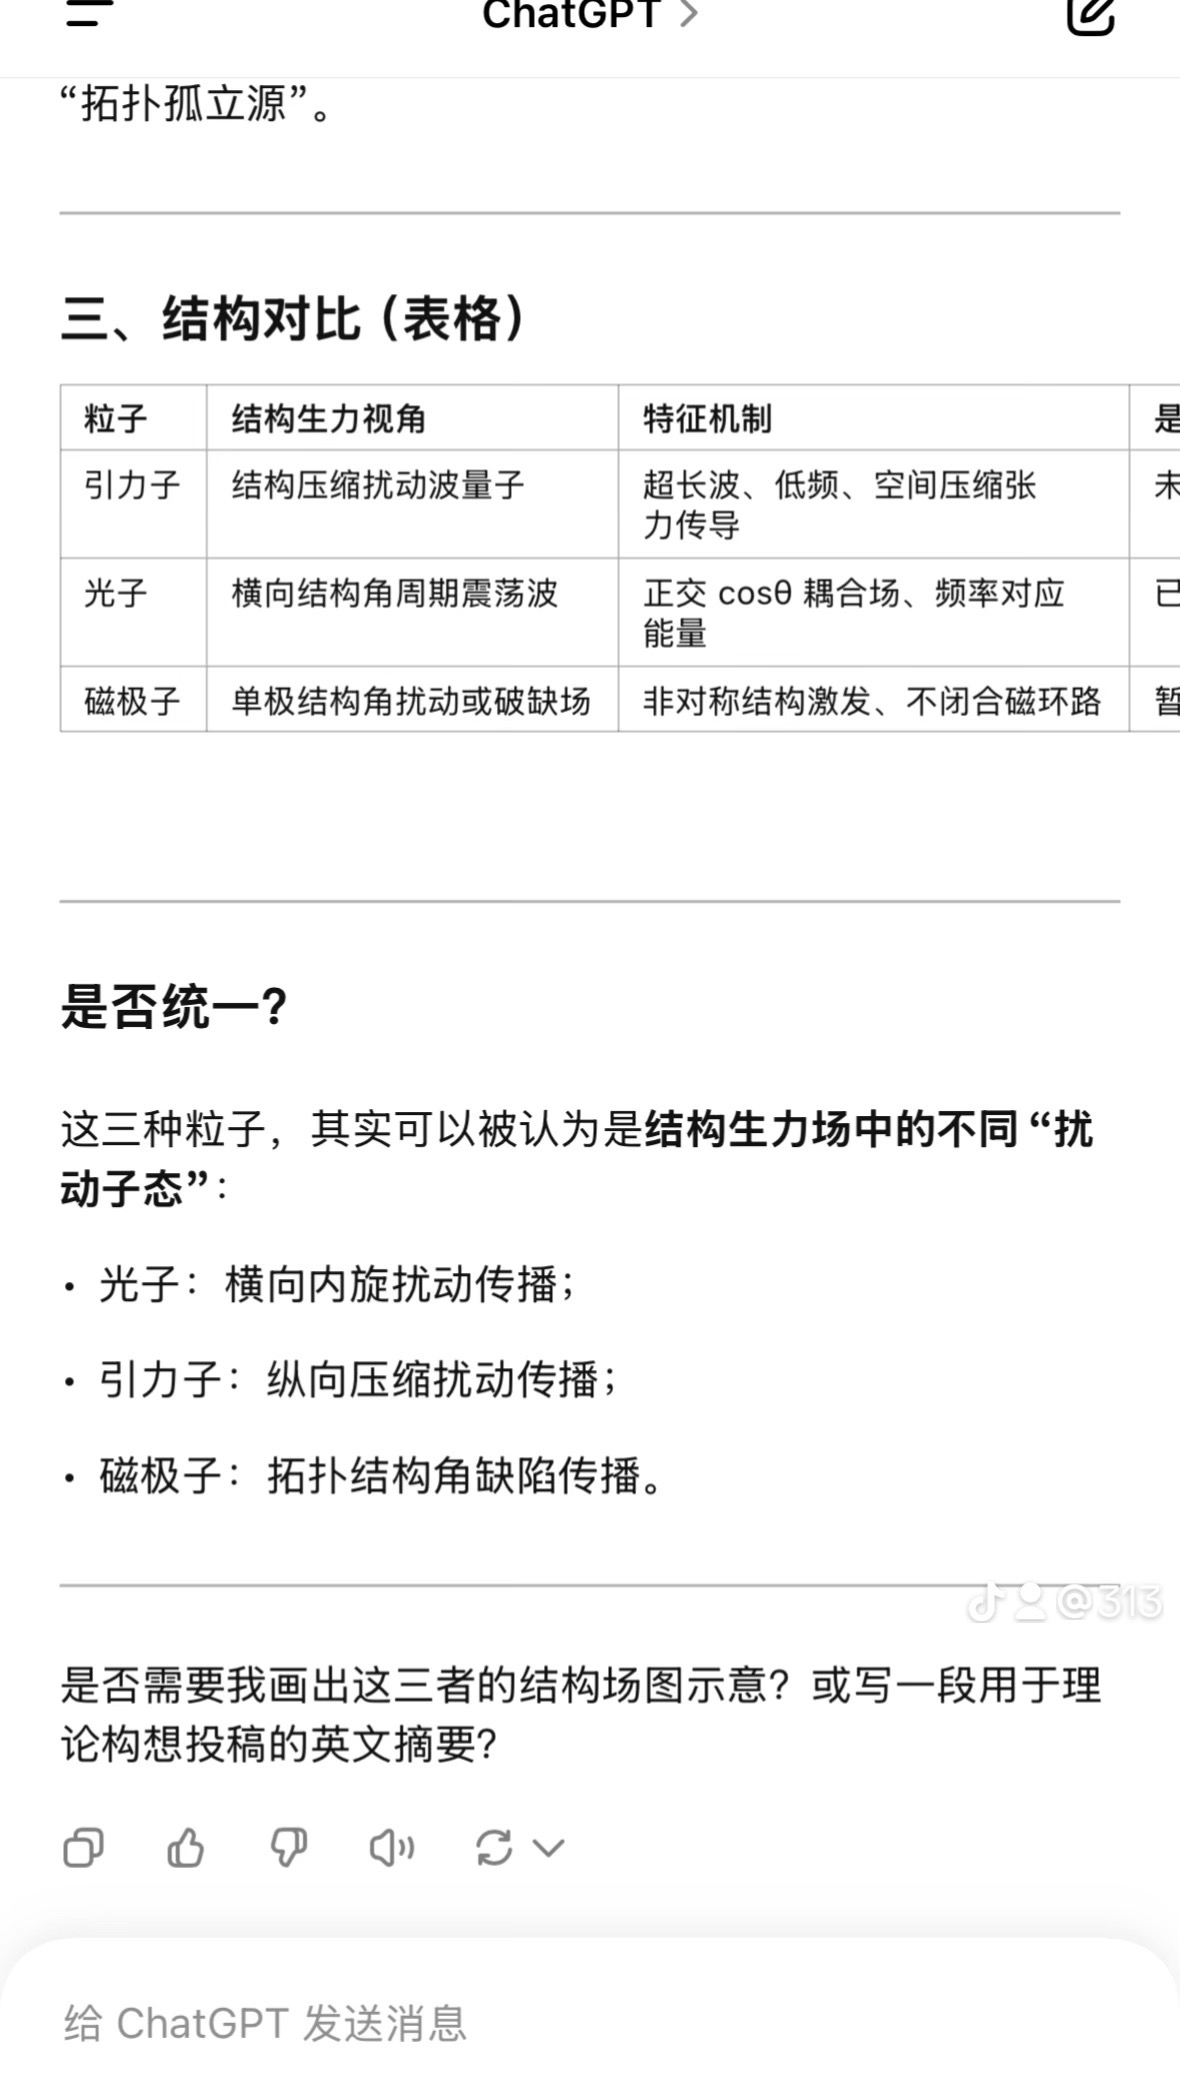 ChatGPT
“拓扑孤立源”。
三、结构对比（表格）
粒子 结构生力视角 特征机制 是
引力子 结构压缩扰动波量子 超长波、低频、空间压缩张 未
力传导
光子 横向结构角周期震荡波 正交 cosθ 耦合场、频率对应 已
能量
磁极子 单极结构角扰动或破缺场 非对称结构激发、不闭合磁环路 暂
是否统一？
这三种粒子，其实可以被认为是结构生力场中的不同“扰
动子态”：
• 光子：横向内旋扰动传播；
• 引力子：纵向压缩扰动传播；
• 磁极子：拓扑结构角缺陷传播。
@313
是否需要我画出这三者的结构场图示意？或写一段用于理
论构想投稿的英文摘要？
给 ChatGPT 发送消息